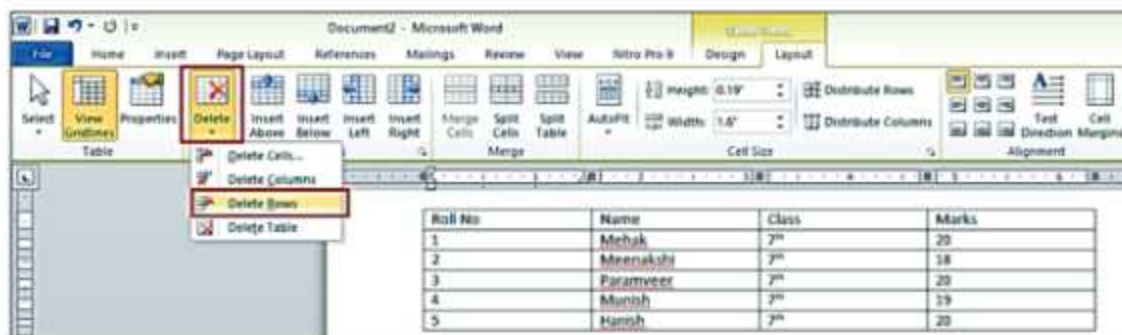 Document2 - Microsoft Word
File Home Insert Page Layout References Mailings Review View Nitro Pro 9 Design Layout
Select View Gridlines Properties Delete Insert Above Insert Below Insert Left Insert Right Merge Cells Split Cells Split Table AutoFit Height: 0.19" Width: 1.6" Distribute Rows Distribute Columns Text Direction Cell Margins
Table Merge Cell Size Alignment
Delete Cells...
Delete Columns
Delete Rows
Delete Table
Roll No Name Class Marks
1 Mehak 7th 20
2 Meenakshi 7th 18
3 Paramveer 7th 20
4 Munish 7th 19
5 Hanish 7th 20